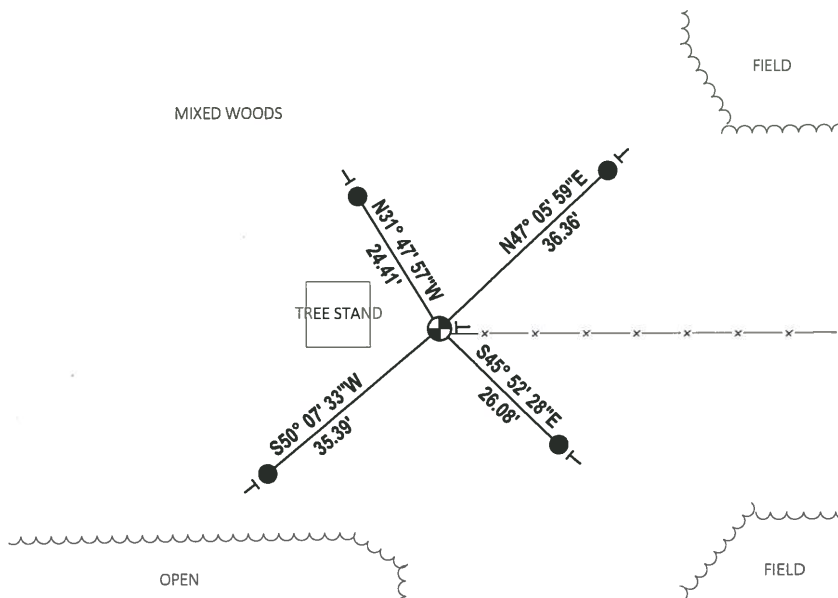 FIELD
MIXED WOODS
N31° 47' 57"W
24.41'
N47° 05' 59"E
36.36'
TREE STAND
S50° 07' 33"W
35.39'
S45° 52' 28"E
26.08'
OPEN
FIELD